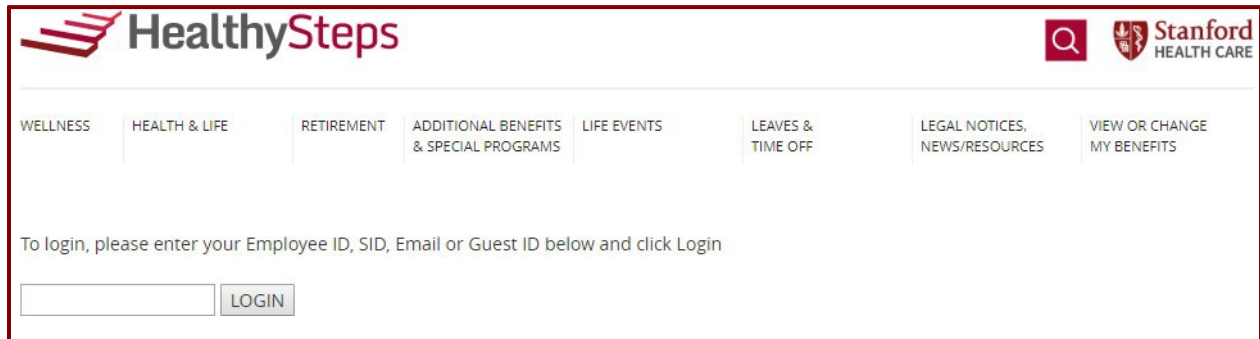 HealthySteps
Stanford
HEALTH CARE
WELLNESS
HEALTH & LIFE
RETIREMENT
ADDITIONAL BENEFITS
& SPECIAL PROGRAMS
LIFE EVENTS
LEAVES &
TIME OFF
LEGAL NOTICES,
NEWS/RESOURCES
VIEW OR CHANGE
MY BENEFITS
To login, please enter your Employee ID, SID, Email or Guest ID below and click Login
LOGIN